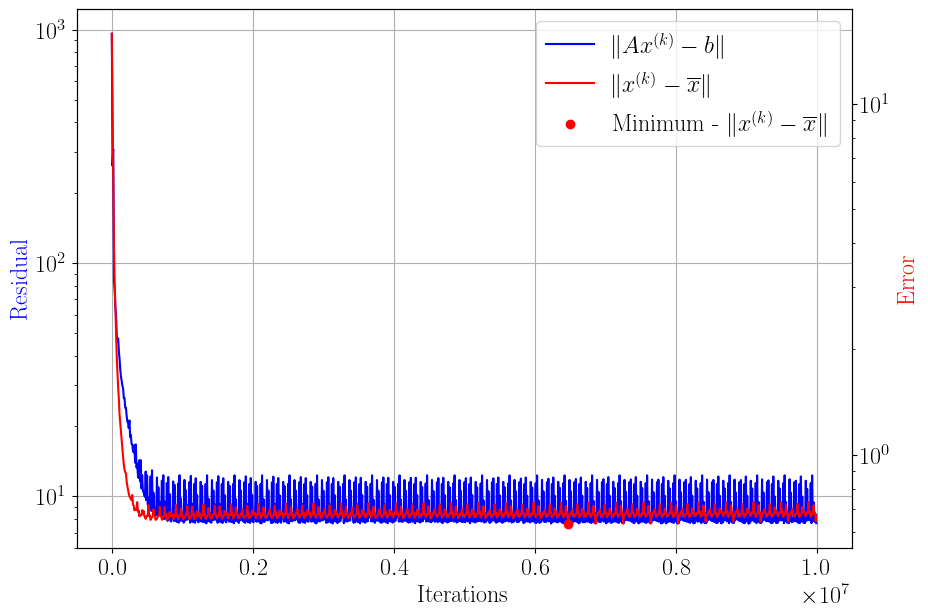 ‖Ax⁽ᵏ⁾ − b‖
‖x⁽ᵏ⁾ − x̅‖
Minimum - ‖x⁽ᵏ⁾ − x̅‖
10³
10²
10¹
Residual
10¹
10⁰
Error
0.0 0.2 0.4 0.6 0.8 1.0
Iterations
×10⁷